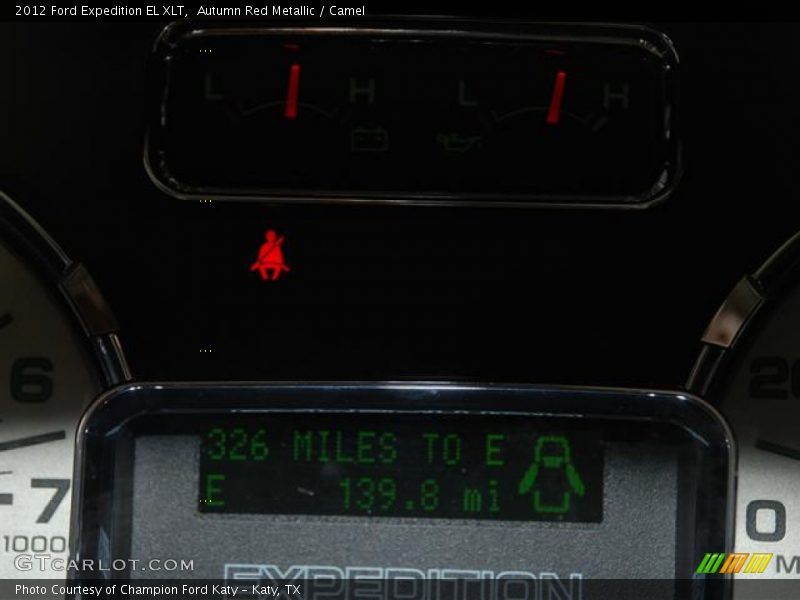 2012 Ford Expedition EL XLT,  Autumn Red Metallic / Camel
L H L H
6
20
326 MILES TO E
E 139.8 mi
7
0
1000
GTCARLOT.COM
M
EXPEDITION
Photo Courtesy of Champion Ford Katy - Katy, TX